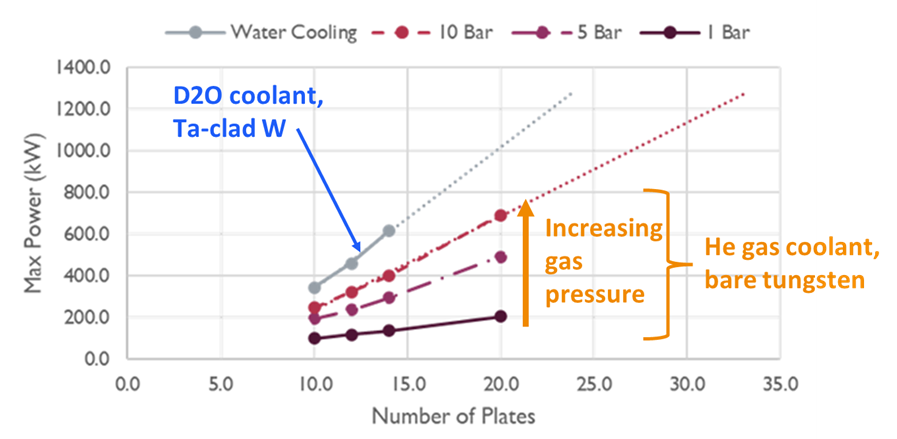 Water Cooling 10 Bar 5 Bar 1 Bar
1400.0
1200.0
1000.0
800.0
600.0
400.0
200.0
0.0
Max Power (kW)
D2O coolant,
Ta-clad W
Increasing
gas
pressure
He gas coolant,
bare tungsten
0.0 5.0 10.0 15.0 20.0 25.0 30.0 35.0
Number of Plates